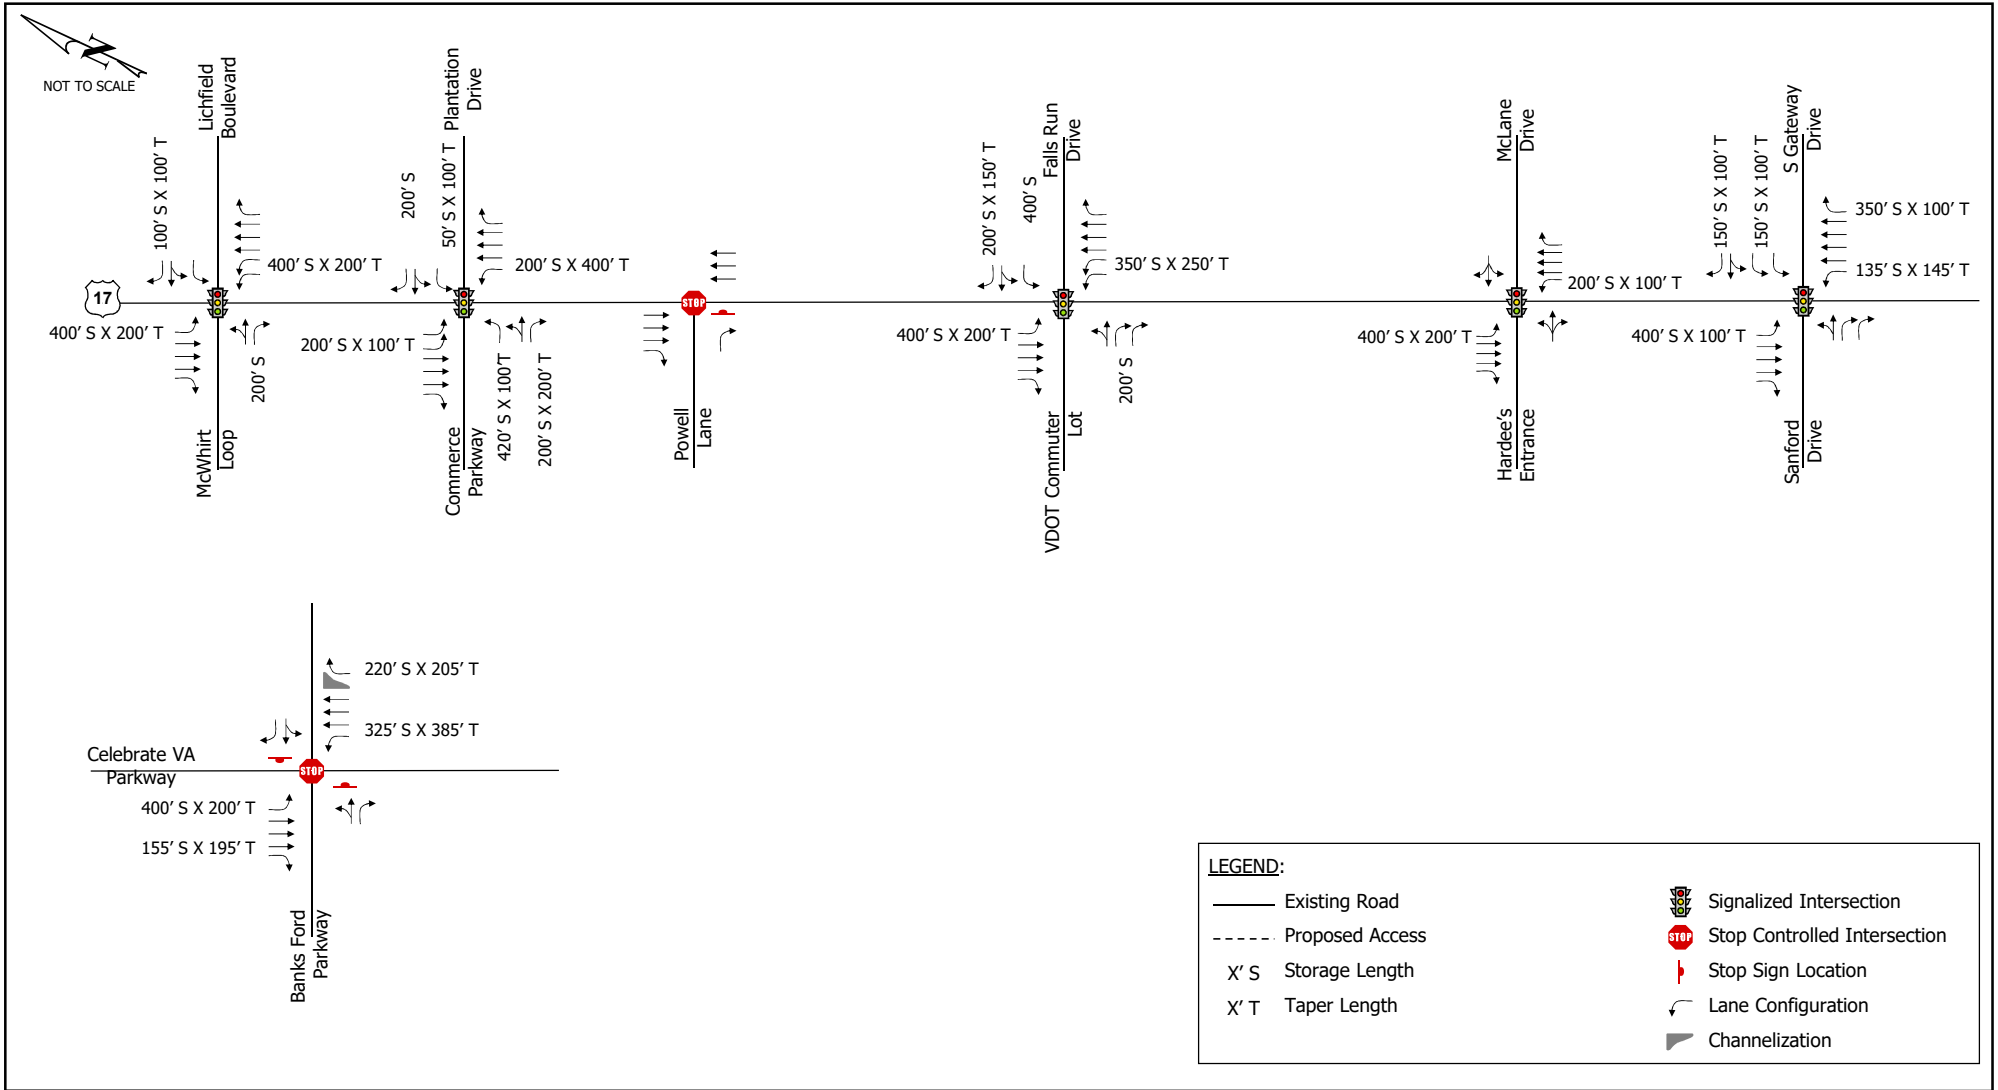 N
NOT TO SCALE
Lichfield
Boulevard
100' S X 100' T
400' S X 200' T
17
400' S X 200' T
200' S
McWhirt
Loop
Plantation
Drive
200' S
50' S X 100' T
200' S X 400' T
200' S X 100' T
420' S X 100'T
200' S X 200' T
Commerce
Parkway
STOP
Powell
Lane
Falls Run
Drive
200' S X 150' T
400' S
350' S X 250' T
400' S X 200' T
200' S
VDOT Commuter
Lot
McLane
Drive
200' S X 100' T
400' S X 200' T
Hardee's
Entrance
S Gateway
Drive
150' S X 100' T
150' S X 100' T
350' S X 100' T
135' S X 145' T
400' S X 100' T
Sanford
Drive
220' S X 205' T
325' S X 385' T
Celebrate VA
Parkway
STOP
400' S X 200' T
155' S X 195' T
Banks Ford
Parkway
LEGEND:
Existing Road
Proposed Access
X' S Storage Length
X' T Taper Length
Signalized Intersection
STOP Stop Controlled Intersection
Stop Sign Location
Lane Configuration
Channelization